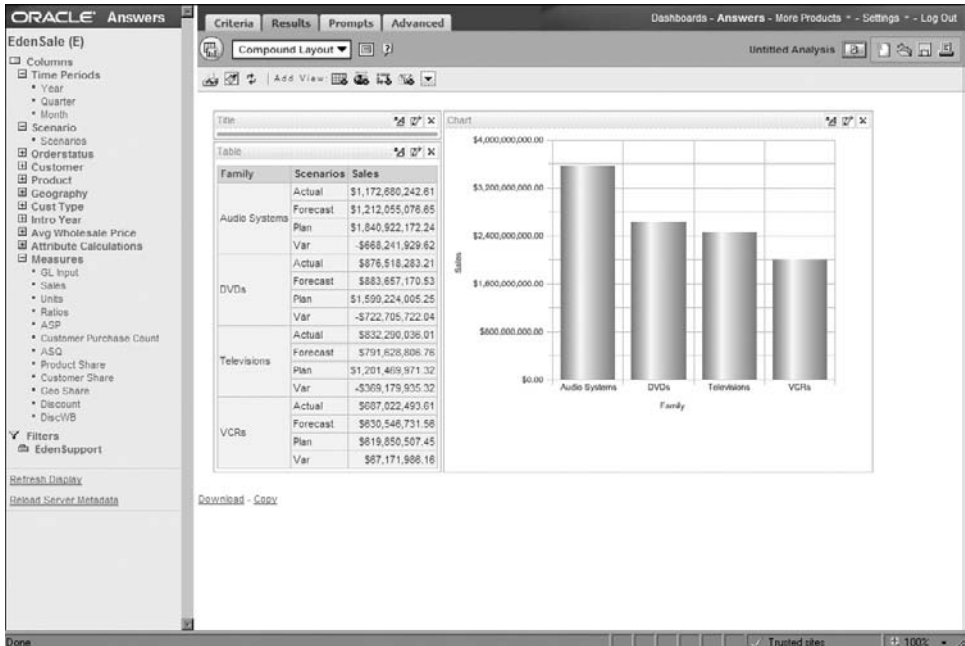 ORACLE Answers
EdenSale (E)
Columns
Time Periods
Year
Quarter
Month
Scenario
Scenarios
Orderstatus
Customer
Product
Geography
Cust Type
Intro Year
Avg Wholesale Price
Attribute Calculations
Measures
GL Input
Sales
Units
Ratios
ASP
Customer Purchase Count
ASQ
Product Share
Customer Share
Geo Share
Discount
DiscWB
Filters
EdenSupport
Refresh Display
Reload Server Metadata
Criteria Results Prompts Advanced
Dashboards - Answers - More Products - Settings - Log Out
Compound Layout
Untitled Analysis
Add View:
Title
Table
Family Scenarios Sales
Audio Systems
Actual $1,172,680,242.61
Forecast $1,212,055,076.65
Plan $1,840,922,172.24
Var -$668,241,929.62
DVDs
Actual $876,518,283.21
Forecast $883,657,170.53
Plan $1,599,224,005.25
Var -$722,705,722.04
Televisions
Actual $832,290,036.01
Forecast $791,628,806.76
Plan $1,201,469,971.32
Var -$369,179,935.32
VCRs
Actual $687,022,493.61
Forecast $630,546,731.56
Plan $619,850,507.45
Var $67,171,986.16
Chart
$4,000,000,000.00
$3,200,000,000.00
$2,400,000,000.00
$1,600,000,000.00
$800,000,000.00
$0.00
Sales
Audio Systems DVDs Televisions VCRs
Family
Download - Copy
Done
Trusted sites
100%